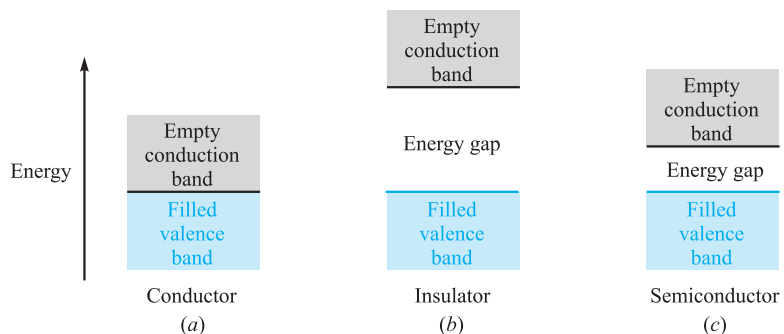 Energy
Empty
conduction
band
Filled
valence
band
Conductor
(a)
Empty
conduction
band
Energy gap
Filled
valence
band
Insulator
(b)
Empty
conduction
band
Energy gap
Filled
valence
band
Semiconductor
(c)